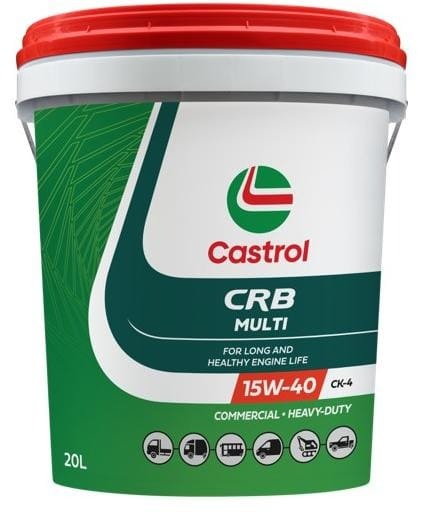 Castrol
CRB
MULTI
FOR LONG AND
HEALTHY ENGINE LIFE
15W-40 CK-4
COMMERCIAL • HEAVY-DUTY
20L